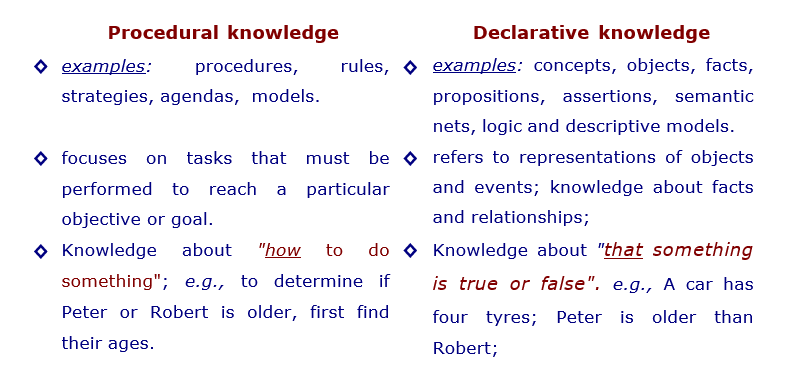 Procedural knowledge
examples: procedures, rules,
strategies, agendas, models.
focuses on tasks that must be
performed to reach a particular
objective or goal.
Knowledge about "how to do
something"; e.g., to determine if
Peter or Robert is older, first find
their ages.
Declarative knowledge
examples: concepts, objects, facts,
propositions, assertions, semantic
nets, logic and descriptive models.
refers to representations of objects
and events; knowledge about facts
and relationships;
Knowledge about "that something
is true or false". e.g., A car has
four tyres; Peter is older than
Robert;